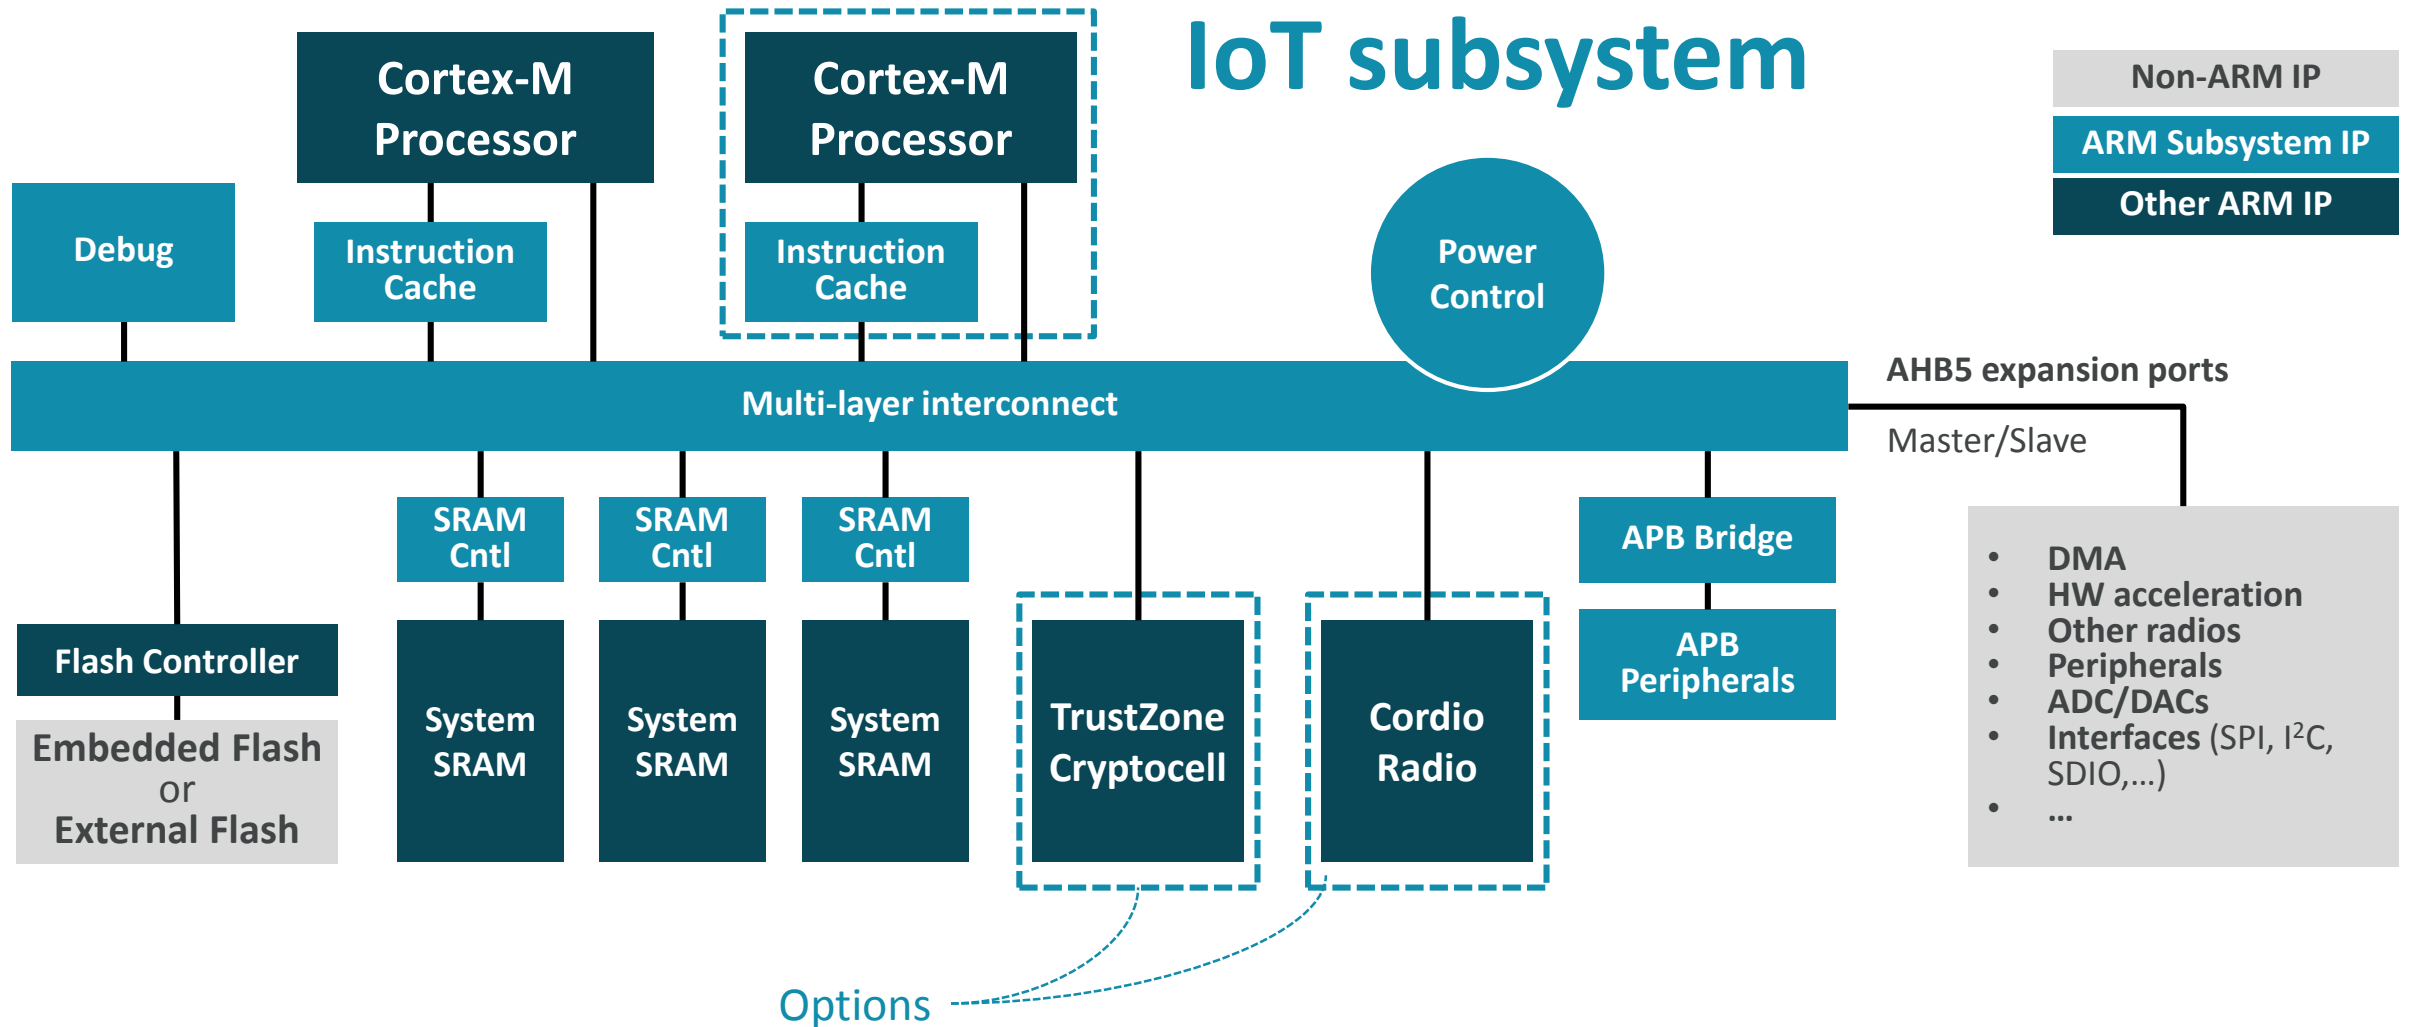 IoT subsystem
Cortex-M
Processor
Cortex-M
Processor
Non-ARM IP
ARM Subsystem IP
Other ARM IP
Debug
Instruction
Cache
Instruction
Cache
Power
Control
Multi-layer interconnect
AHB5 expansion ports
Master/Slave
SRAM
Cntl
SRAM
Cntl
SRAM
Cntl
APB Bridge
Flash Controller
Embedded Flash
or
External Flash
System
SRAM
System
SRAM
System
SRAM
TrustZone
Cryptocell
Cordio
Radio
APB
Peripherals
• DMA
• HW acceleration
• Other radios
• Peripherals
• ADC/DACs
• Interfaces (SPI, I²C,
SDIO,...)
• ...
Options